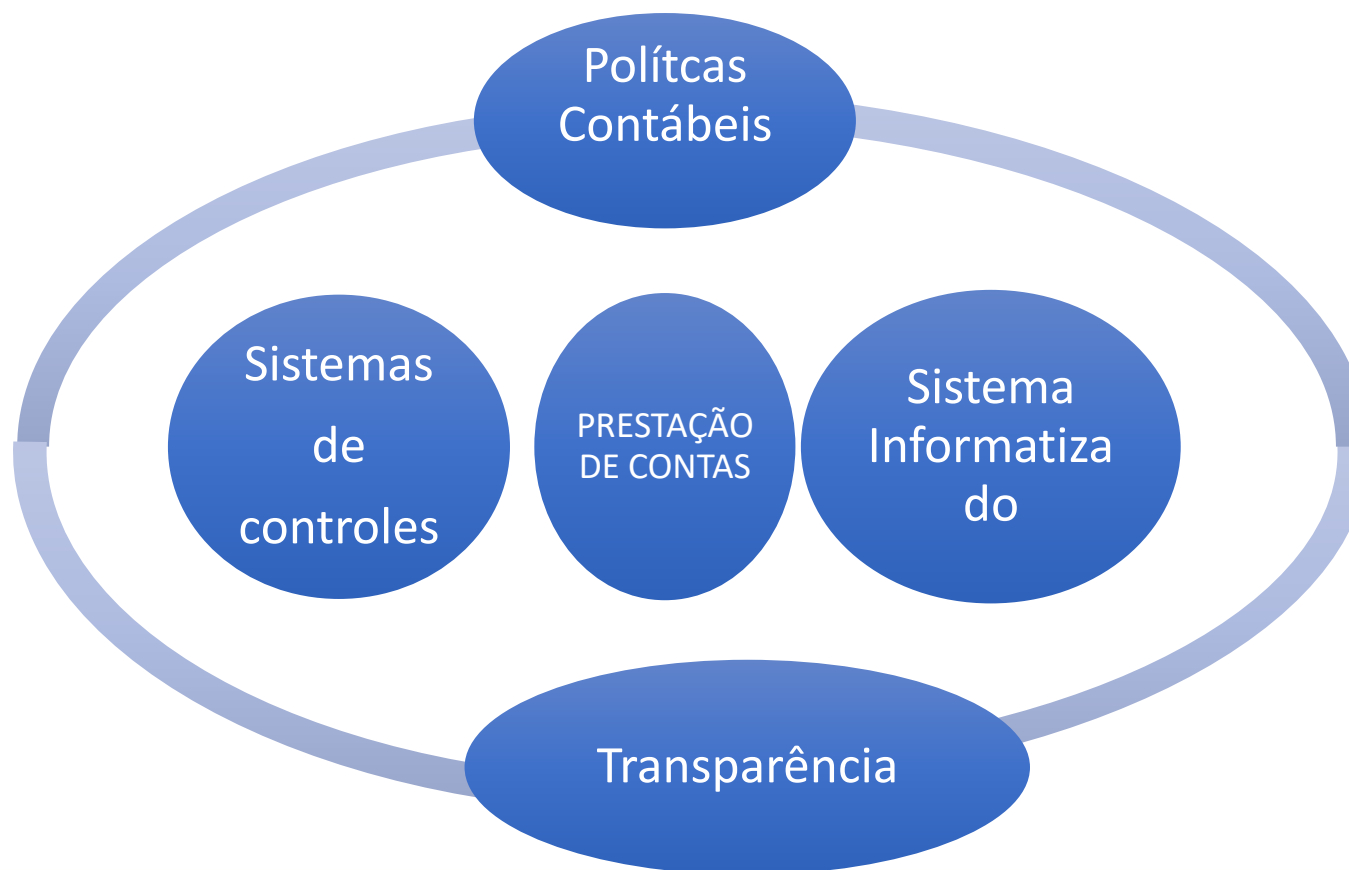 Polítcas
Contábeis
Sistemas
de
controles
PRESTAÇÃO
DE CONTAS
Sistema
Informatiza
do
Transparência